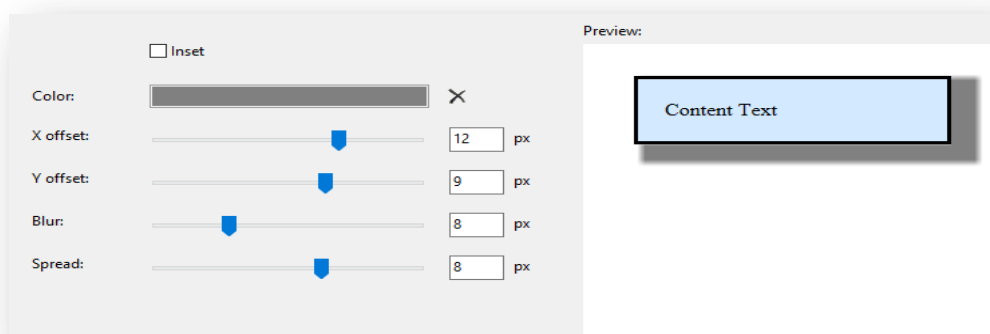 Preview:
Inset
Content Text
Color:
X offset: 12 px
Y offset: 9 px
Blur: 8 px
Spread: 8 px